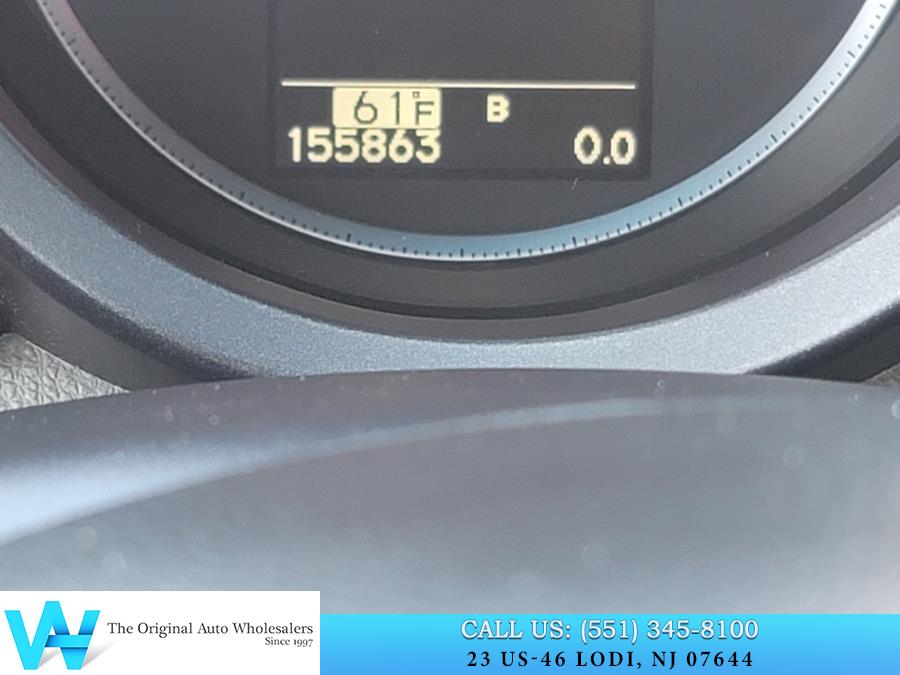 61°F B
155863 0.0
The Original Auto Wholesalers
Since 1997
CALL US: (551) 345-8100
23 US-46 LODI, NJ 07644